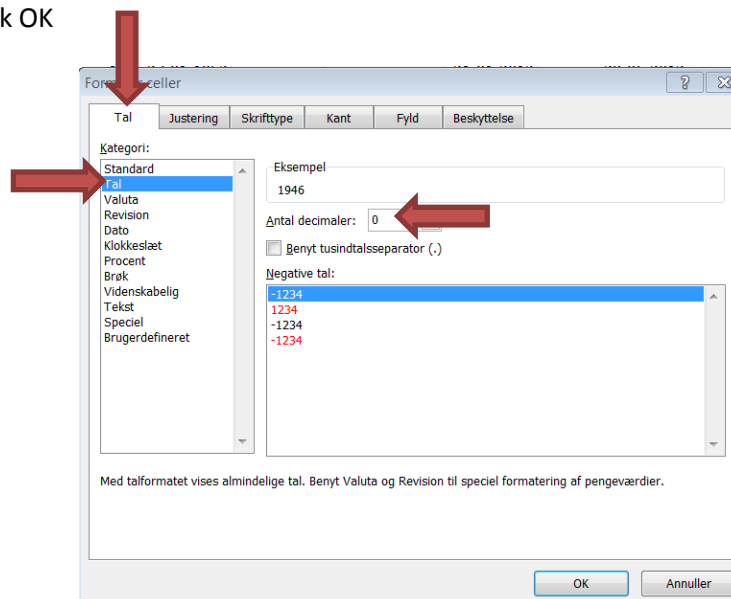 k OK
celler
Tal Justering Skrifttype Kant Fyld Beskyttelse
Kategori:
Standard
Tal
Valuta
Revision
Dato
Klokkeslæt
Procent
Brøk
Videnskabelig
Tekst
Speciel
Brugerdefineret
Eksempel
1946
Antal decimaler: 0
Benyt tusindtalsseparator (.)
Negative tal:
-1234
1234
-1234
-1234
Med talformatet vises almindelige tal. Benyt Valuta og Revision til speciel formatering af pengeværdier.
OK Annuller